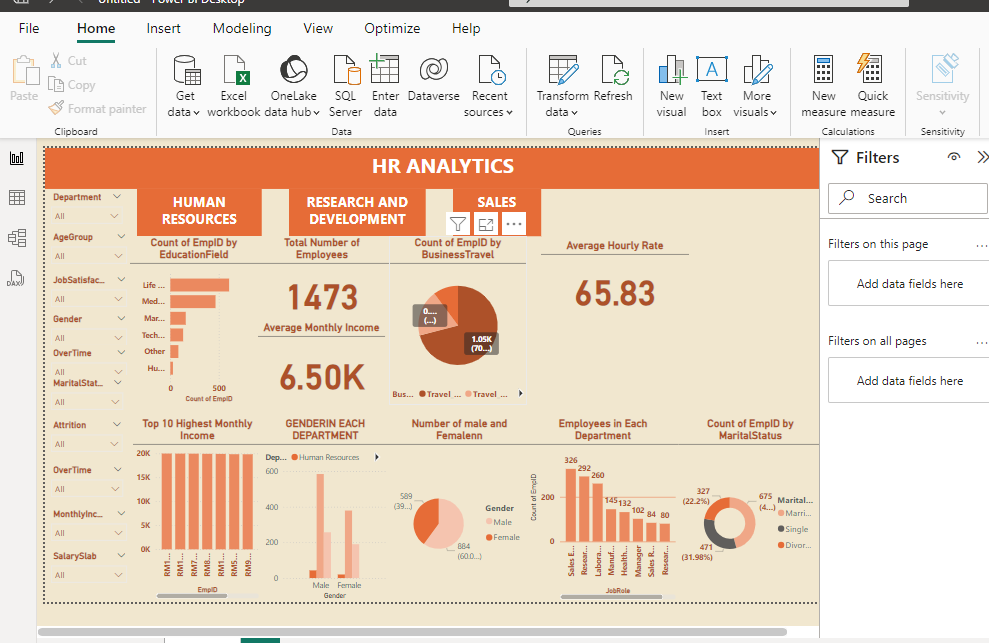 File Home Insert Modeling View Optimize Help
Paste
Cut
Copy
Format painter
Clipboard
Get data
Excel workbook
OneLake data hub
SQL Server
Enter data
Dataverse
Recent sources
Data
Transform data
Refresh
Queries
New visual
Text box
More visuals
Insert
New measure
Quick measure
Calculations
Sensitivity
Sensitivity
HR ANALYTICS
HUMAN
RESOURCES
RESEARCH AND
DEVELOPMENT
SALES
Department
All
AgeGroup
All
JobSatisfac...
All
Gender
All
OverTime
All
MaritalStat...
All
Attrition
All
OverTime
All
MonthlyInc...
All
SalarySlab
All
Count of EmpID by
EducationField
Life ...
Med...
Mar...
Tech...
Other
Hu...
0 500
Count of EmpID
Total Number of
Employees
1473
Average Monthly Income
6.50K
Count of EmpID by
BusinessTravel
0....
(...)
1.05K
(70...)
Bus... Travel ... Travel ...
Average Hourly Rate
65.83
Top 10 Highest Monthly
Income
20K
15K
10K
5K
0K
RM1...
RM1...
RM7...
RM8...
RM1...
RM5...
RM9...
EmpID
GENDERIN EACH
DEPARTMENT
Dep... Human Resources
600
400
200
0
Male Female
Gender
Number of male and
Femalenn
589
(39...)
884
(60.0...)
Gender
Male
Female
Employees in Each
Department
Count of EmpID
200
0
326
292
260
145
132
102
84
80
Sales E...
Resear...
Labora...
Manuf...
Health...
Manager
Sales R...
Resear...
JobRole
Count of EmpID by
MaritalStatus
327
(22.2%)
675
(4...)
471
(31.98%)
Marital...
Marri...
Single
Divor...
Filters
Search
Filters on this page ...
Add data fields here
Filters on all pages ...
Add data fields here